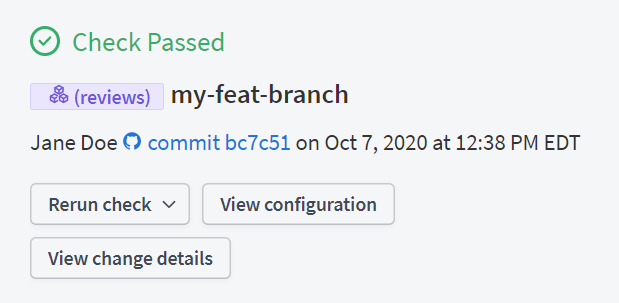 Check Passed
(reviews) my-feat-branch
Jane Doe commit bc7c51 on Oct 7, 2020 at 12:38 PM EDT
Rerun check View configuration
View change details